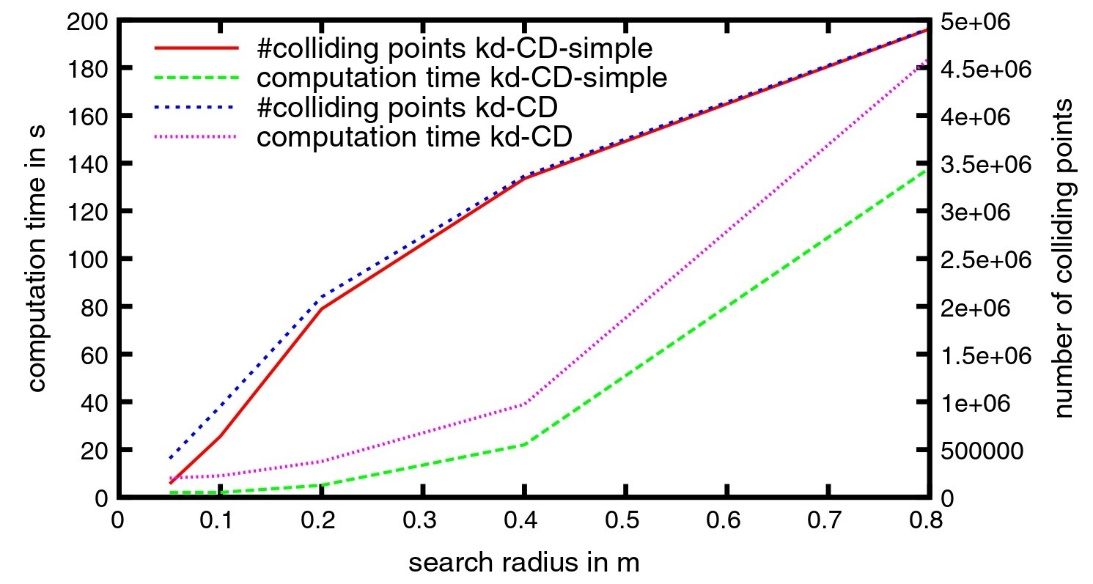 #colliding points kd-CD-simple
computation time kd-CD-simple
#colliding points kd-CD
computation time kd-CD
computation time in s
200
180
160
140
120
100
80
60
40
20
0
5e+06
4.5e+06
4e+06
3.5e+06
3e+06
2.5e+06
2e+06
1.5e+06
1e+06
500000
0
number of colliding points
0 0.1 0.2 0.3 0.4 0.5 0.6 0.7 0.8
search radius in m